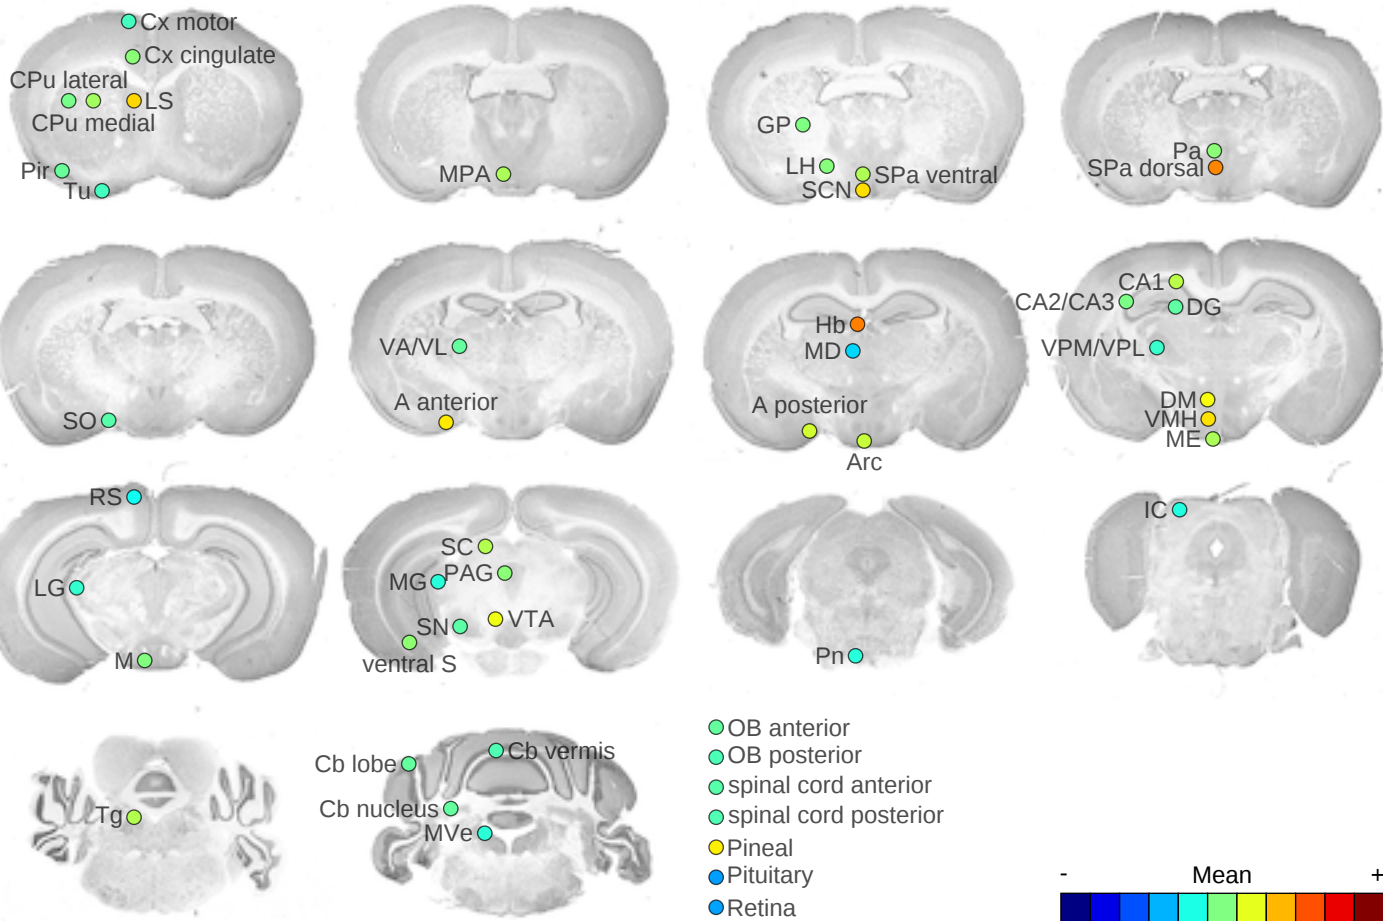 Cx motor
Cx cingulate
CPu lateral
LS
CPu medial
Pir
Tu
MPA
GP
LH
SPa ventral
SCN
Pa
SPa dorsal
SO
VA/VL
A anterior
Hb
MD
A posterior
Arc
CA1
CA2/CA3
DG
VPM/VPL
DM
VMH
ME
RS
LG
M
SC
PAG
MG
VTA
SN
ventral S
Pn
IC
Tg
Cb lobe
Cb vermis
Cb nucleus
MVe
OB anterior
OB posterior
spinal cord anterior
spinal cord posterior
Pineal
Pituitary
Retina
- Mean +